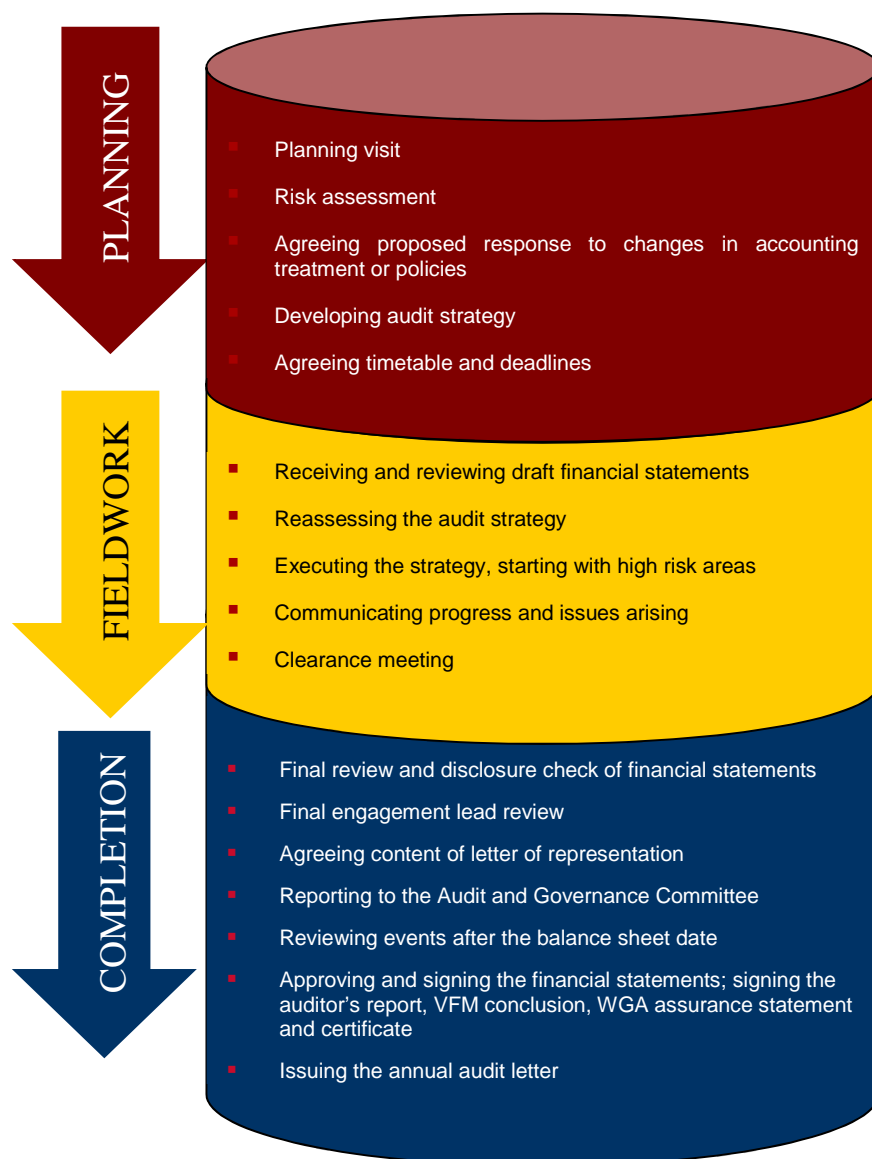 PLANNING
Planning visit
Risk assessment
Agreeing proposed response to changes in accounting
treatment or policies
Developing audit strategy
Agreeing timetable and deadlines
FIELDWORK
Receiving and reviewing draft financial statements
Reassessing the audit strategy
Executing the strategy, starting with high risk areas
Communicating progress and issues arising
Clearance meeting
COMPLETION
Final review and disclosure check of financial statements
Final engagement lead review
Agreeing content of letter of representation
Reporting to the Audit and Governance Committee
Reviewing events after the balance sheet date
Approving and signing the financial statements; signing the
auditor's report, VFM conclusion, WGA assurance statement
and certificate
Issuing the annual audit letter